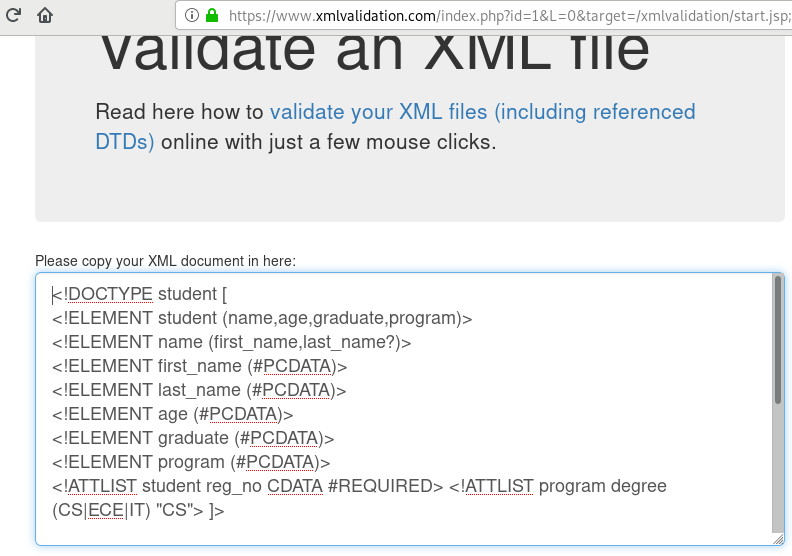 https://www.xmlvalidation.com/index.php?id=1&L=0&target=/xmlvalidation/start.jsp;
Validate an XML file
Read here how to validate your XML files (including referenced
DTDs) online with just a few mouse clicks.
Please copy your XML document in here:
<!DOCTYPE student [
<!ELEMENT student (name,age,graduate,program)>
<!ELEMENT name (first_name,last_name?)>
<!ELEMENT first_name (#PCDATA)>
<!ELEMENT last_name (#PCDATA)>
<!ELEMENT age (#PCDATA)>
<!ELEMENT graduate (#PCDATA)>
<!ELEMENT program (#PCDATA)>
<!ATTLIST student reg_no CDATA #REQUIRED> <!ATTLIST program degree
(CS|ECE|IT) "CS"> ]>